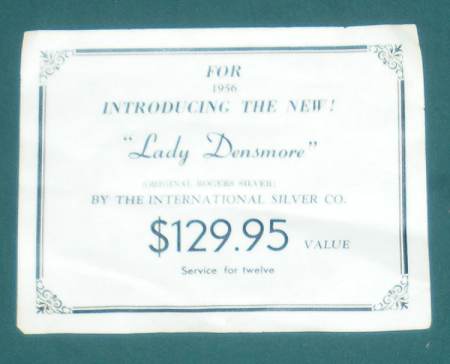 FOR
1956
INTRODUCING THE NEW!
"Lady Densmore"
(ORIGINAL ROGERS SILVER)
BY THE INTERNATIONAL SILVER CO.
$129.95 VALUE
Service for twelve